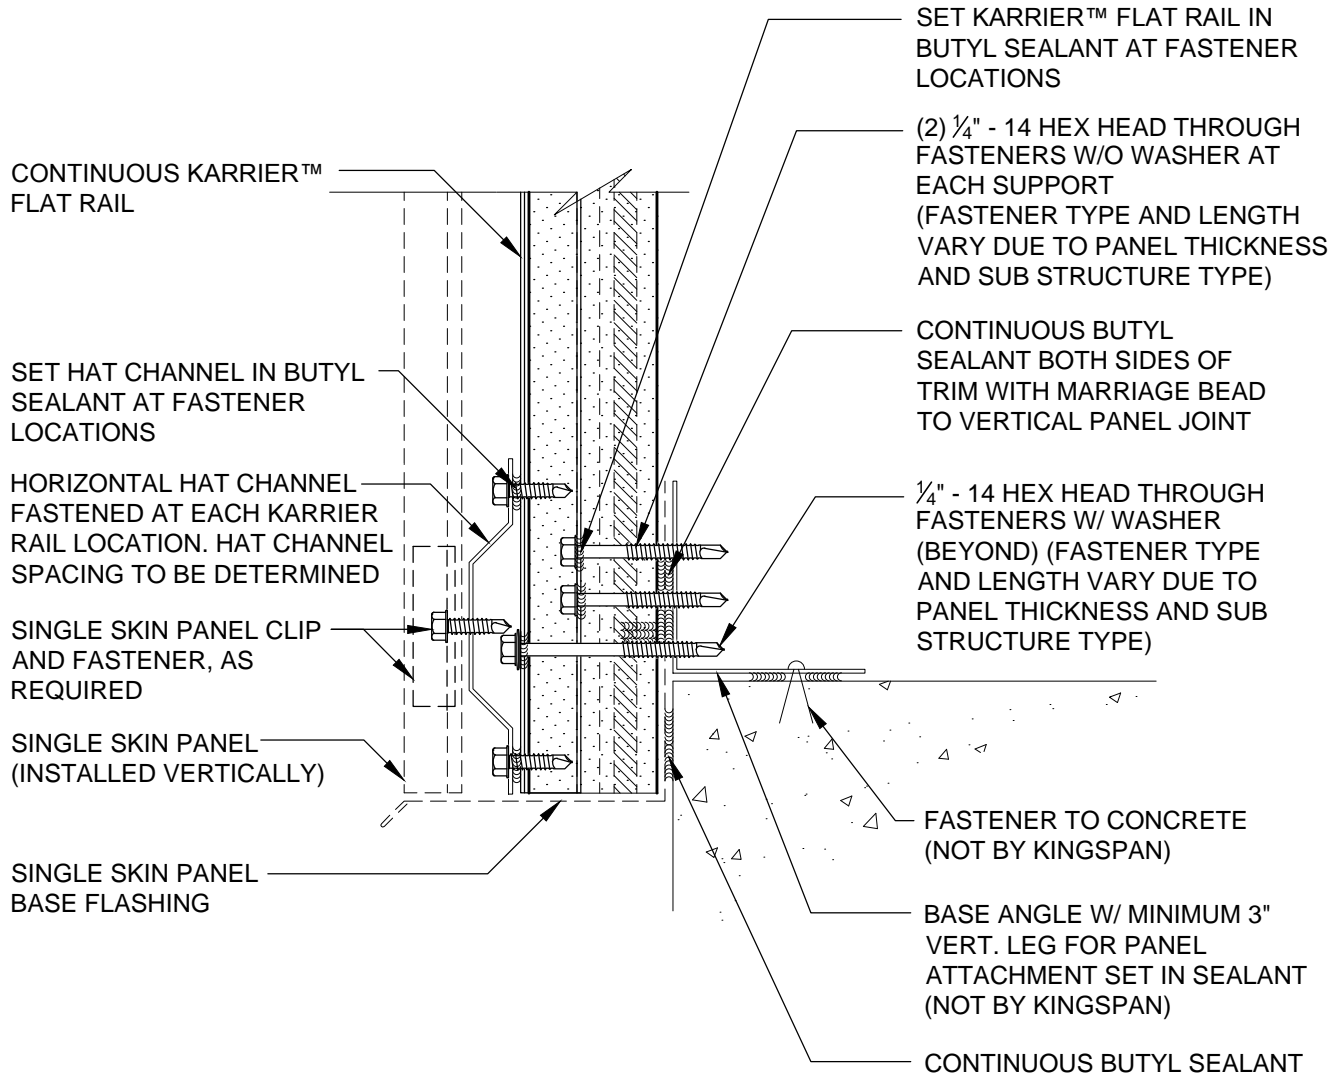 CONTINUOUS KARRIER™
FLAT RAIL
SET HAT CHANNEL IN BUTYL
SEALANT AT FASTENER
LOCATIONS
HORIZONTAL HAT CHANNEL
FASTENED AT EACH KARRIER
RAIL LOCATION. HAT CHANNEL
SPACING TO BE DETERMINED
SINGLE SKIN PANEL CLIP
AND FASTENER, AS
REQUIRED
SINGLE SKIN PANEL
(INSTALLED VERTICALLY)
SINGLE SKIN PANEL
BASE FLASHING
SET KARRIER™ FLAT RAIL IN
BUTYL SEALANT AT FASTENER
LOCATIONS
(2) ¼" - 14 HEX HEAD THROUGH
FASTENERS W/O WASHER AT
EACH SUPPORT
(FASTENER TYPE AND LENGTH
VARY DUE TO PANEL THICKNESS
AND SUB STRUCTURE TYPE)
CONTINUOUS BUTYL
SEALANT BOTH SIDES OF
TRIM WITH MARRIAGE BEAD
TO VERTICAL PANEL JOINT
¼" - 14 HEX HEAD THROUGH
FASTENERS W/ WASHER
(BEYOND) (FASTENER TYPE
AND LENGTH VARY DUE TO
PANEL THICKNESS AND SUB
STRUCTURE TYPE)
FASTENER TO CONCRETE
(NOT BY KINGSPAN)
BASE ANGLE W/ MINIMUM 3"
VERT. LEG FOR PANEL
ATTACHMENT SET IN SEALANT
(NOT BY KINGSPAN)
CONTINUOUS BUTYL SEALANT